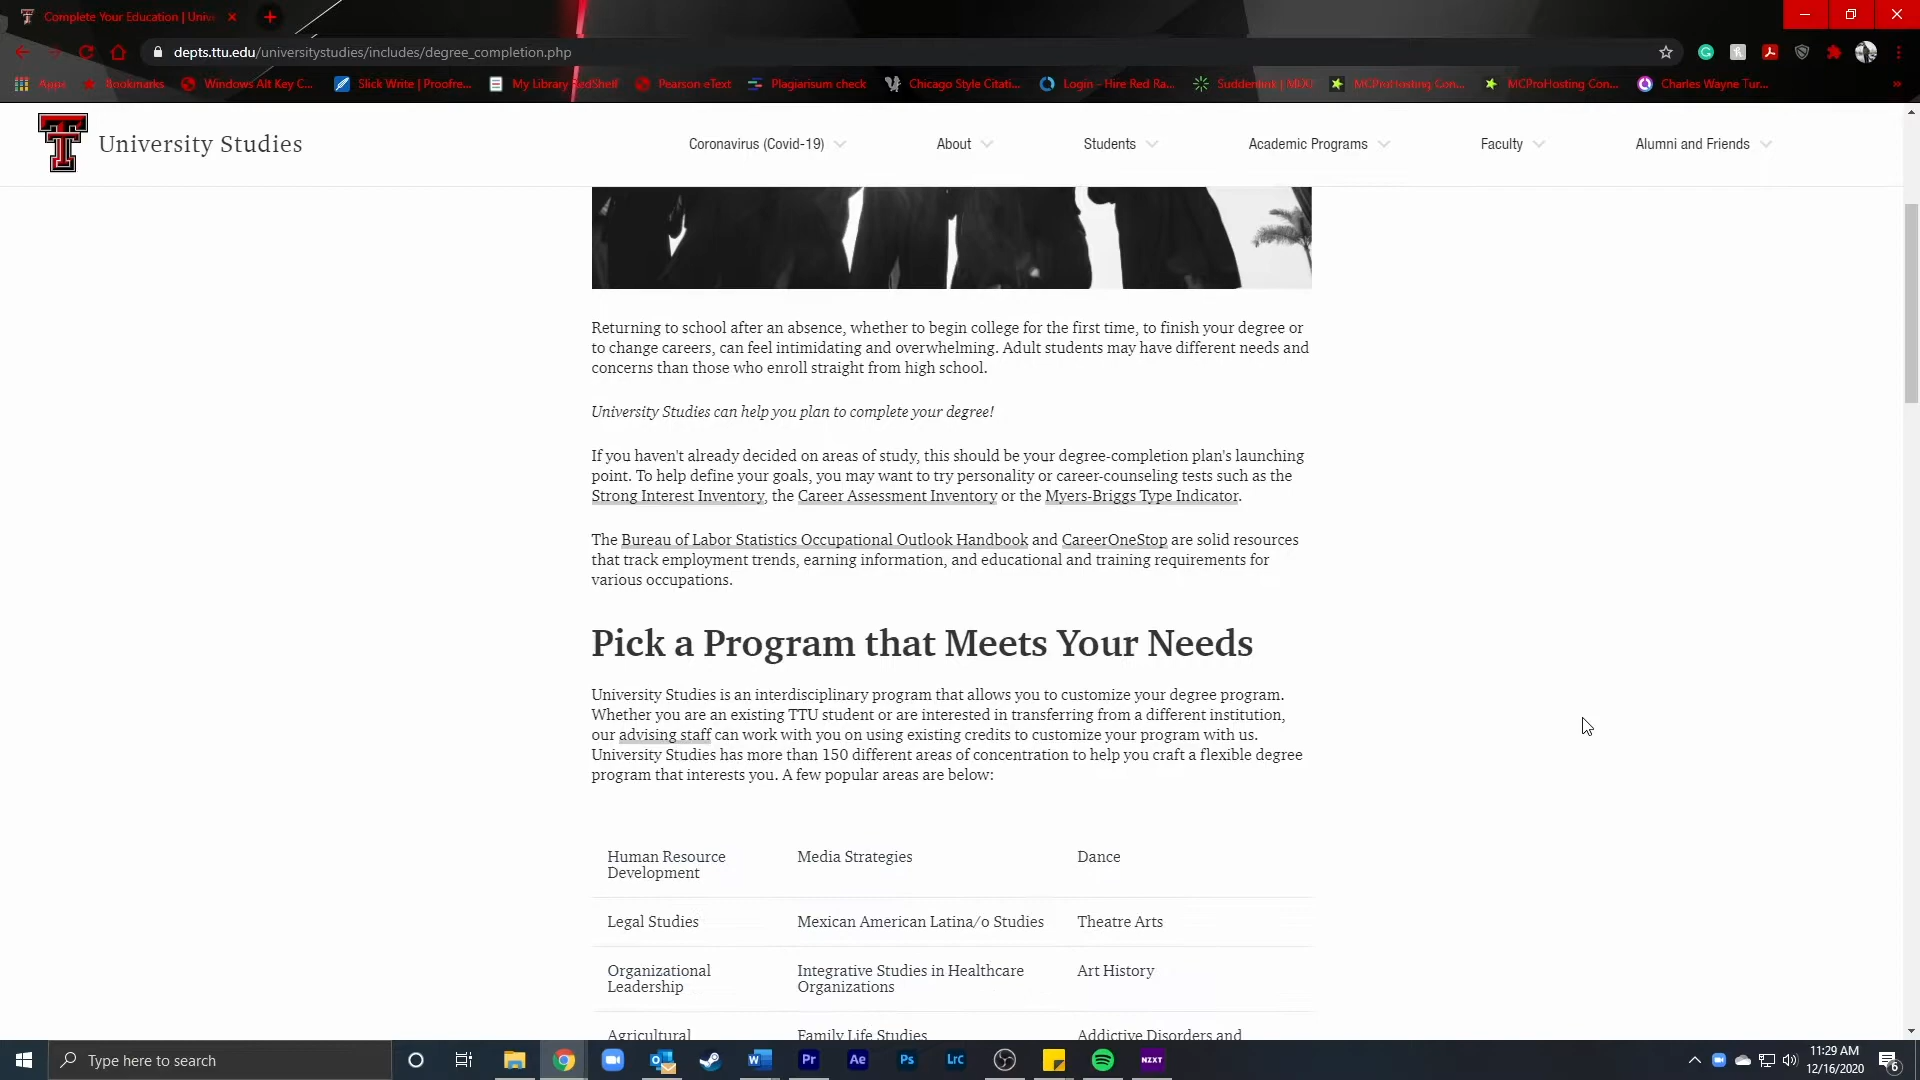 Complete Your Education | Univ
depts.ttu.edu/universitystudies/includes/degree_completion.php
Apps Bookmarks Windows Alt Key C... Slick Write | Proofre... My Library Pearson eText Plagiarism check Chicago Style Citati... Login - Hire Red Ra... Suddenlink | MCProHosting Con... MCProHosting Con... Charles Wayne Tur... »
University Studies
Coronavirus (Covid-19) About Students Academic Programs Faculty Alumni and Friends
Returning to school after an absence, whether to begin college for the first time, to finish your degree or
to change careers, can feel intimidating and overwhelming. Adult students may have different needs and
concerns than those who enroll straight from high school.
University Studies can help you plan to complete your degree!
If you haven't already decided on areas of study, this should be your degree-completion plan's launching
point. To help define your goals, you may want to try personality or career-counseling tests such as the
Strong Interest Inventory, the Career Assessment Inventory or the Myers-Briggs Type Indicator.
The Bureau of Labor Statistics Occupational Outlook Handbook and CareerOneStop are solid resources
that track employment trends, earning information, and educational and training requirements for
various occupations.
Pick a Program that Meets Your Needs
University Studies is an interdisciplinary program that allows you to customize your degree program.
Whether you are an existing TTU student or are interested in transferring from a different institution,
our advising staff can work with you on using existing credits to customize your program with us.
University Studies has more than 150 different areas of concentration to help you craft a flexible degree
program that interests you. A few popular areas are below:
Human Resource
Development
Media Strategies
Dance
Legal Studies
Mexican American Latina/o Studies
Theatre Arts
Organizational
Leadership
Integrative Studies in Healthcare
Organizations
Art History
Agricultural
Family Life Studies
Addictive Disorders and
Type here to search
Pr Ae Ps LrC NZXT
11:29 AM
12/16/2020
6